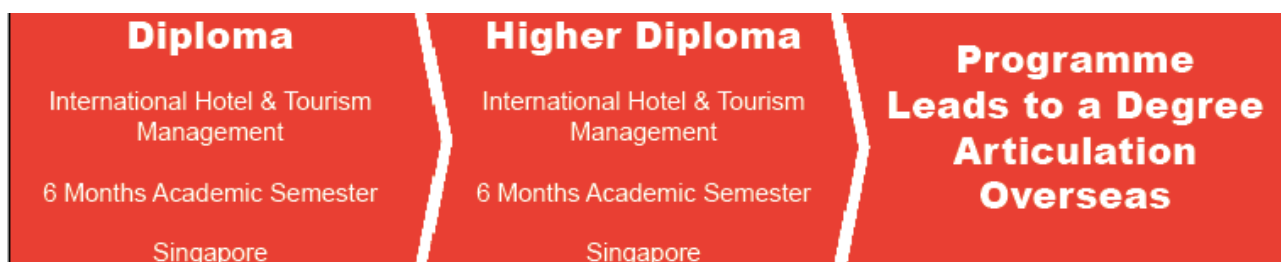 Diploma
International Hotel & Tourism
Management
6 Months Academic Semester
Singapore
Higher Diploma
International Hotel & Tourism
Management
6 Months Academic Semester
Singapore
Programme
Leads to a Degree
Articulation
Overseas